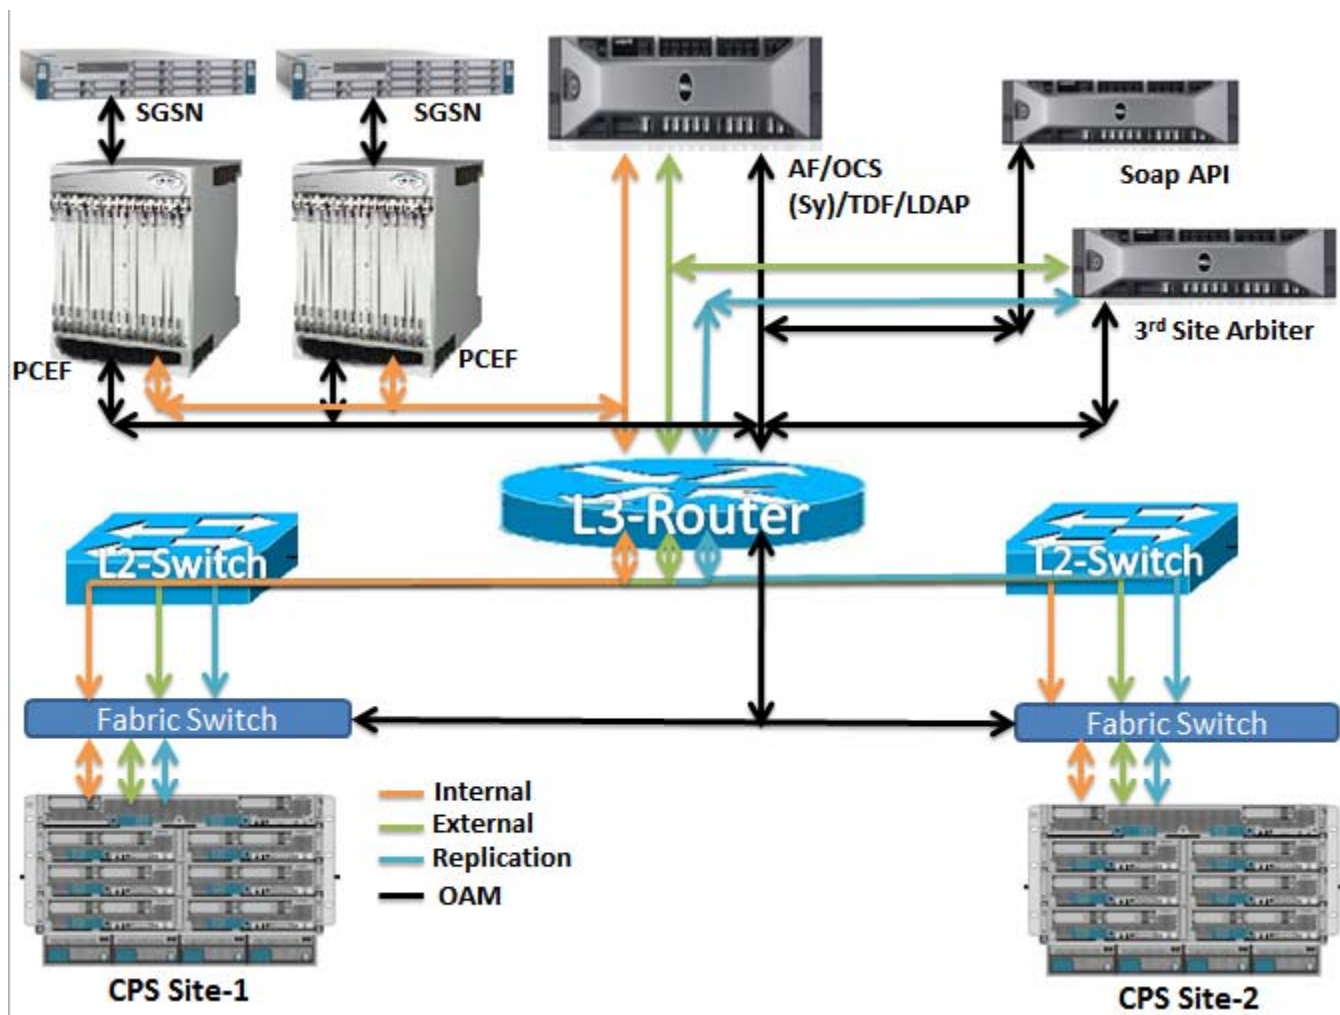 SGSN
SGSN
AF/OCS
(Sy)/TDF/LDAP
Soap API
3rd Site Arbiter
PCEF
PCEF
L3-Router
L2-Switch
L2-Switch
Fabric Switch
Fabric Switch
Internal
External
Replication
OAM
CPS Site-1
CPS Site-2